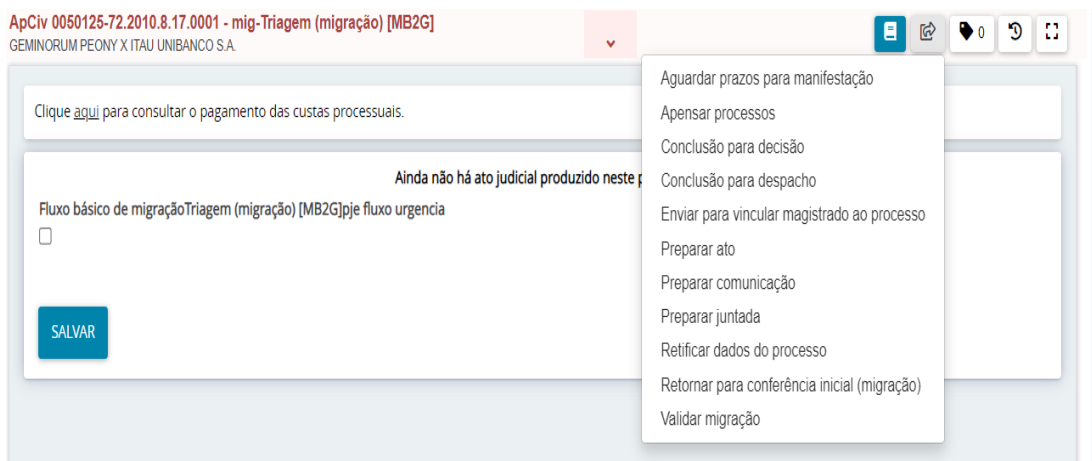 ApCiv 0050125-72.2010.8.17.0001 - mig-Triagem (migração) [MB2G]
GEMINORUM PEONY X ITAU UNIBANCO S.A.
0
Clique aqui para consultar o pagamento das custas processuais.
Ainda não há ato judicial produzido neste
Fluxo básico de migraçãoTriagem (migração) [MB2G]pje fluxo urgencia
SALVAR
Aguardar prazos para manifestação
Apensar processos
Conclusão para decisão
Conclusão para despacho
Enviar para vincular magistrado ao processo
Preparar ato
Preparar comunicação
Preparar juntada
Retificar dados do processo
Retornar para conferência inicial (migração)
Validar migração